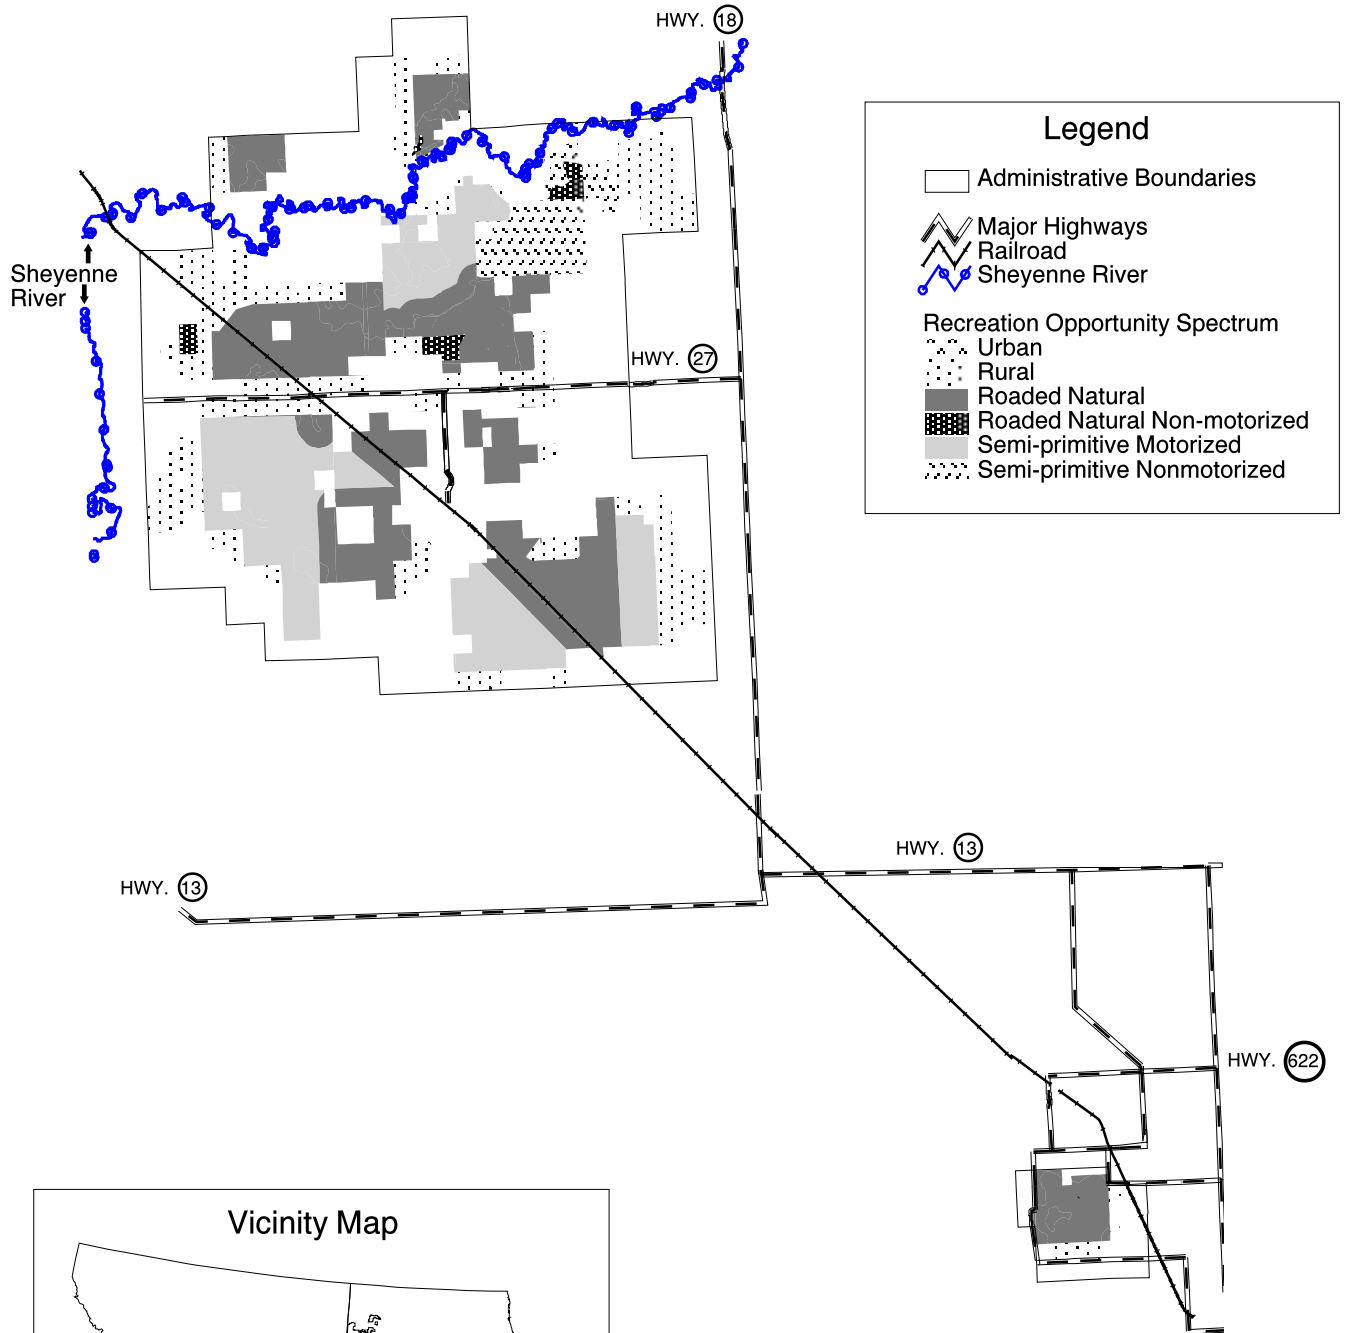 HWY. 18
Legend
Administrative Boundaries
Major Highways
Railroad
Sheyenne River
Sheyenne
River
Recreation Opportunity Spectrum
Urban
Rural
Roaded Natural
Roaded Natural Non-motorized
Semi-primitive Motorized
Semi-primitive Nonmotorized
HWY. 27
HWY. 13
HWY. 13
HWY. 622
Vicinity Map